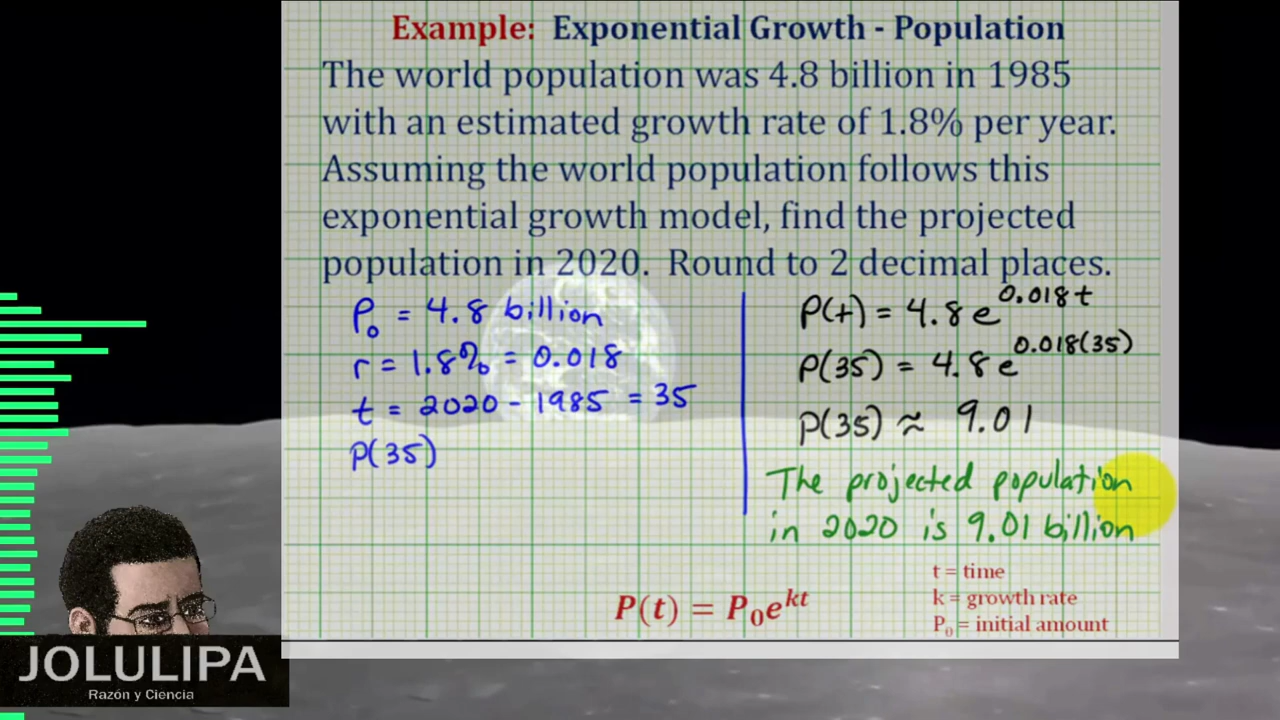 Example: Exponential Growth - Population
The world population was 4.8 billion in 1985
with an estimated growth rate of 1.8% per year.
Assuming the world population follows this
exponential growth model, find the projected
population in 2020. Round to 2 decimal places.
P₀ = 4.8 billion
r = 1.8% = 0.018
t = 2020 - 1985 = 35
P(35)
P(t) = 4.8 e^0.018t
P(35) = 4.8 e^0.018(35)
P(35) ≈ 9.01
The projected population
in 2020 is 9.01 billion
P(t) = P₀e^kt
t = time
k = growth rate
P₀ = initial amount
JOLULIPA
Razón y Ciencia